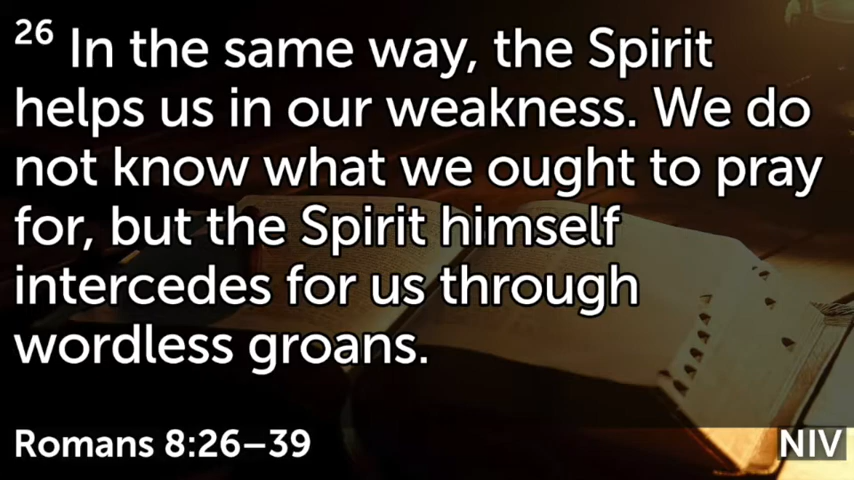 26 In the same way, the Spirit
helps us in our weakness. We do
not know what we ought to pray
for, but the Spirit himself
intercedes for us through
wordless groans.
Romans 8:26–39
NIV